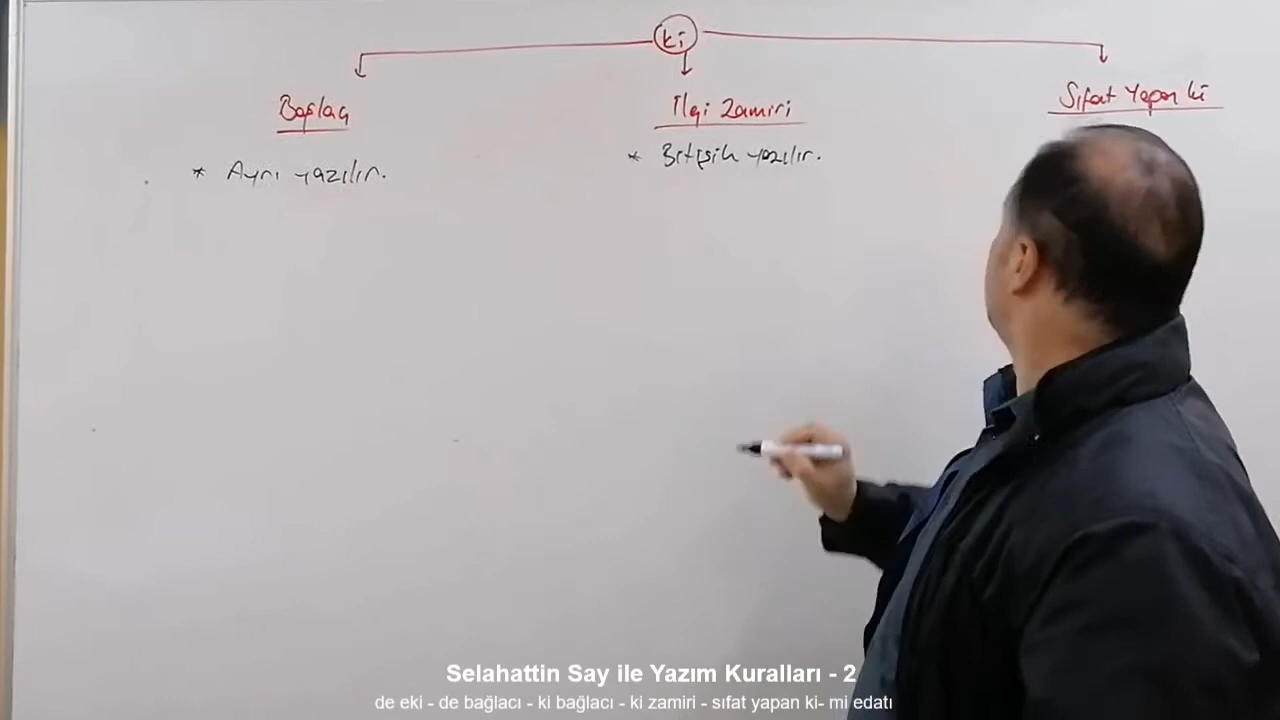 ki
Bağlaç
İlgi Zamiri
Sıfat Yapan ki
* Ayrı yazılır.
* Bitişik yazılır.
Selahattin Say ile Yazım Kuralları - 2
de eki - de bağlacı - ki bağlacı - ki zamiri - sıfat yapan ki- mi edatı